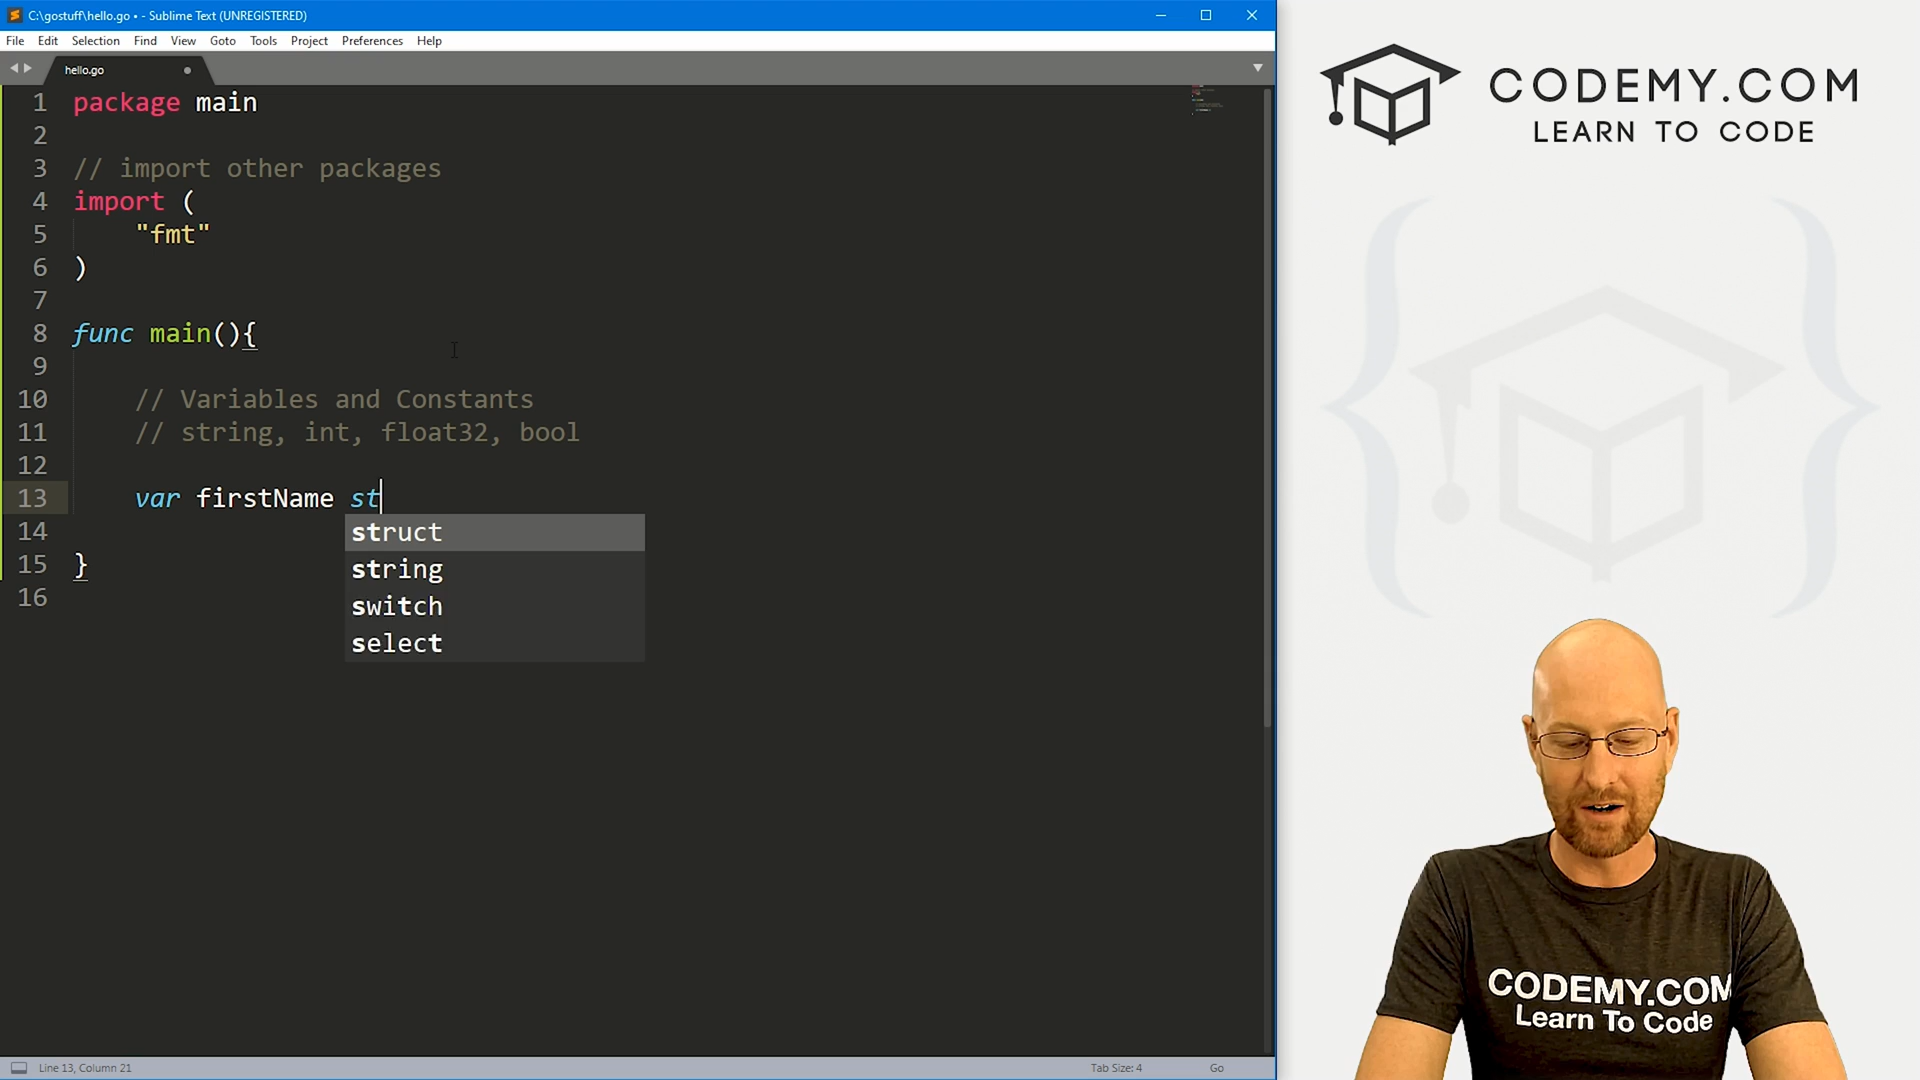 C:\gostuff\hello.go • - Sublime Text (UNREGISTERED)
File Edit Selection Find View Goto Tools Project Preferences Help
hello.go
1 package main
2
3 // import other packages
4 import (
5 "fmt"
6 )
7
8 func main(){
9
10 // Variables and Constants
11 // string, int, float32, bool
12
13 var firstName st
14
15 }
16
struct
string
switch
select
Line 13, Column 21
Tab Size: 4
Go
CODEMY.COM
LEARN TO CODE
CODEMY.COM
Learn To Code